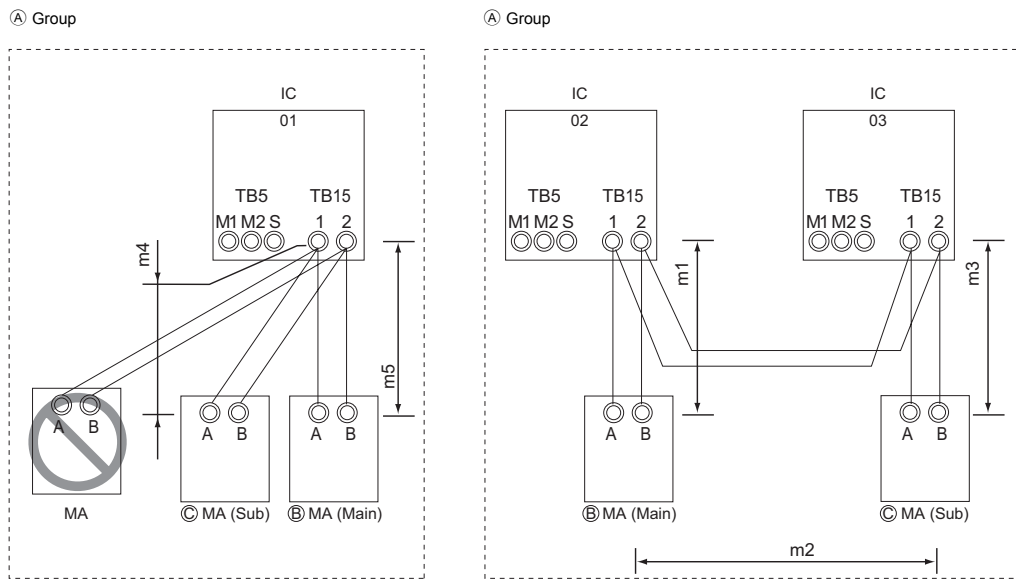 Ⓐ Group
IC
01
TB5 TB15
M1 M2 S 1 2
m4
m5
A B
A B
A B
MA
Ⓒ MA (Sub)
Ⓑ MA (Main)
Ⓐ Group
IC
02
TB5 TB15
M1 M2 S 1 2
IC
03
TB5 TB15
M1 M2 S 1 2
m1
m3
A B
A B
Ⓑ MA (Main)
Ⓒ MA (Sub)
m2